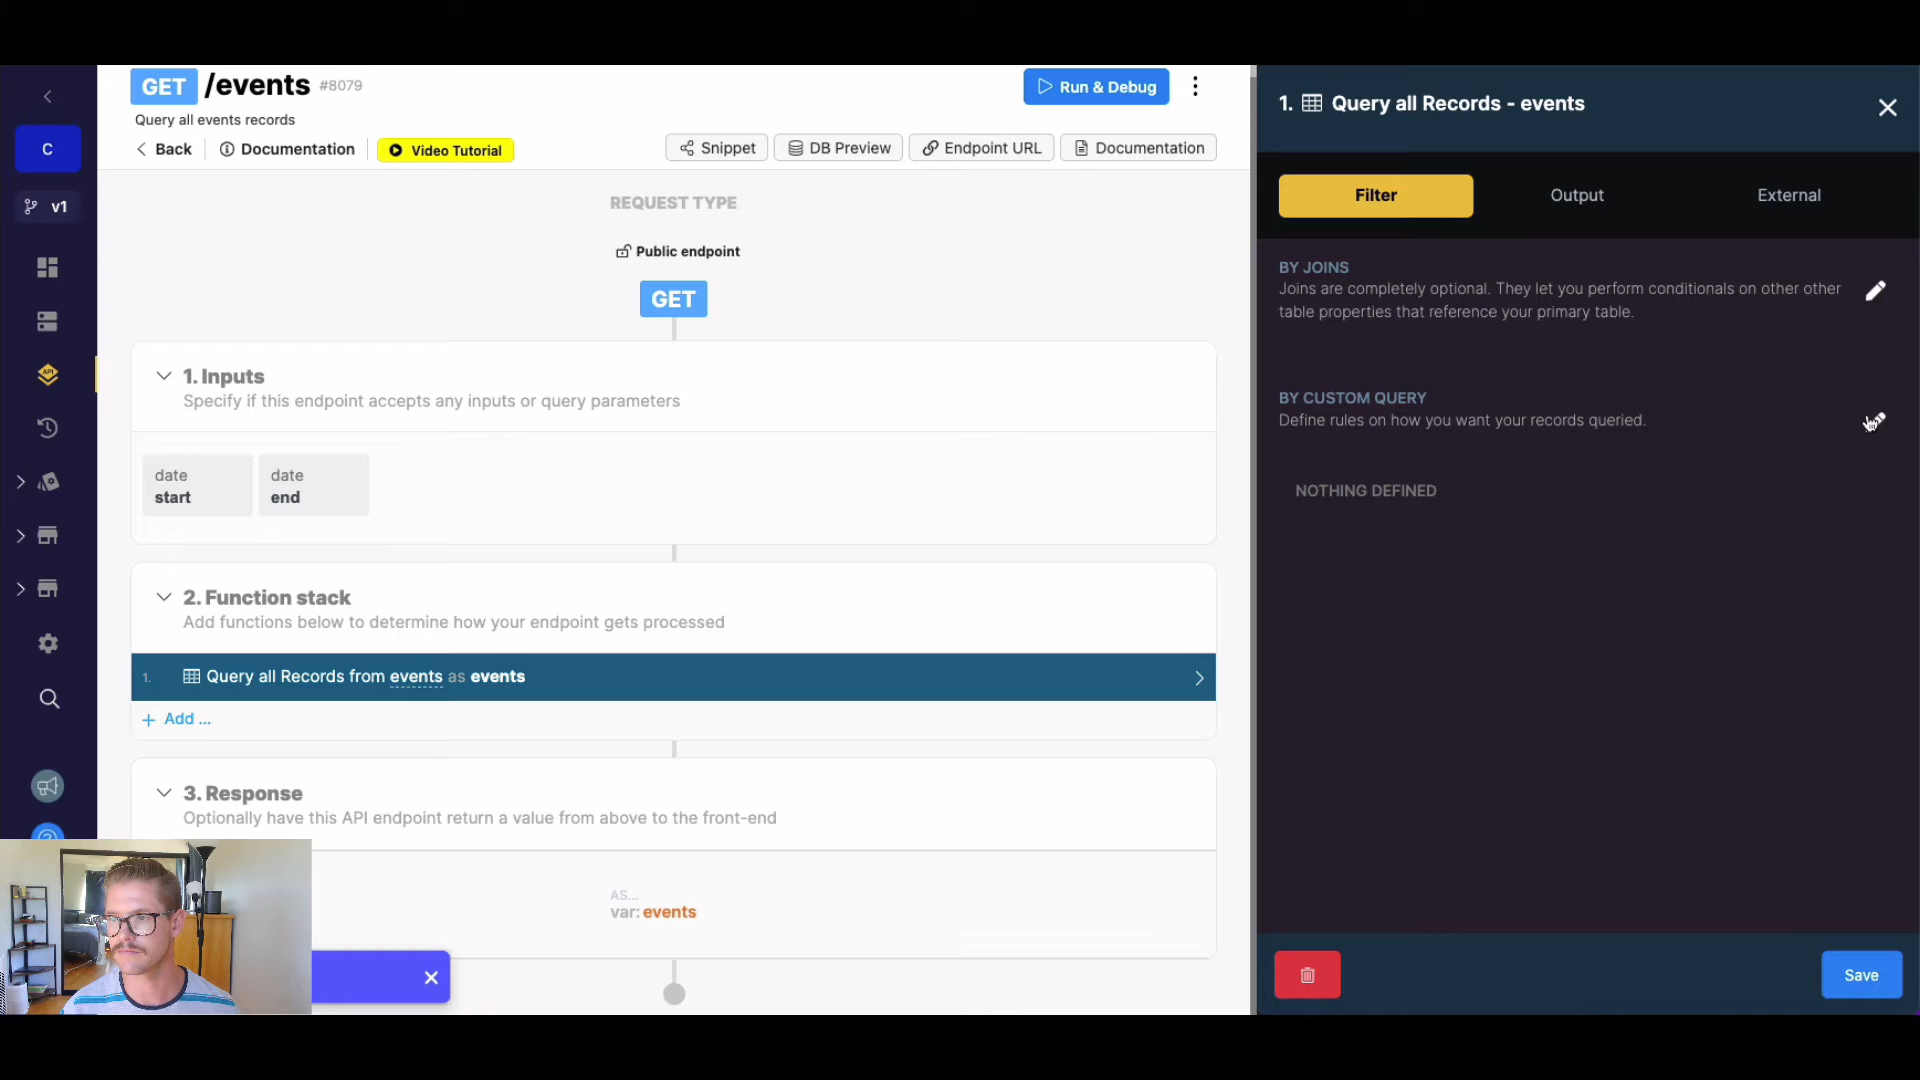 GET /events #8079
Query all events records
Back
Documentation
Video Tutorial
Run & Debug
Snippet
DB Preview
Endpoint URL
Documentation
C
v1
API
REQUEST TYPE
Public endpoint
GET
1. Inputs
Specify if this endpoint accepts any inputs or query parameters
date
start
date
end
2. Function stack
Add functions below to determine how your endpoint gets processed
1. Query all Records from events as events
+ Add ...
3. Response
Optionally have this API endpoint return a value from above to the front-end
AS...
var: events
1. Query all Records - events
Filter
Output
External
BY JOINS
Joins are completely optional. They let you perform conditionals on other other
table properties that reference your primary table.
BY CUSTOM QUERY
Define rules on how you want your records queried.
NOTHING DEFINED
Save